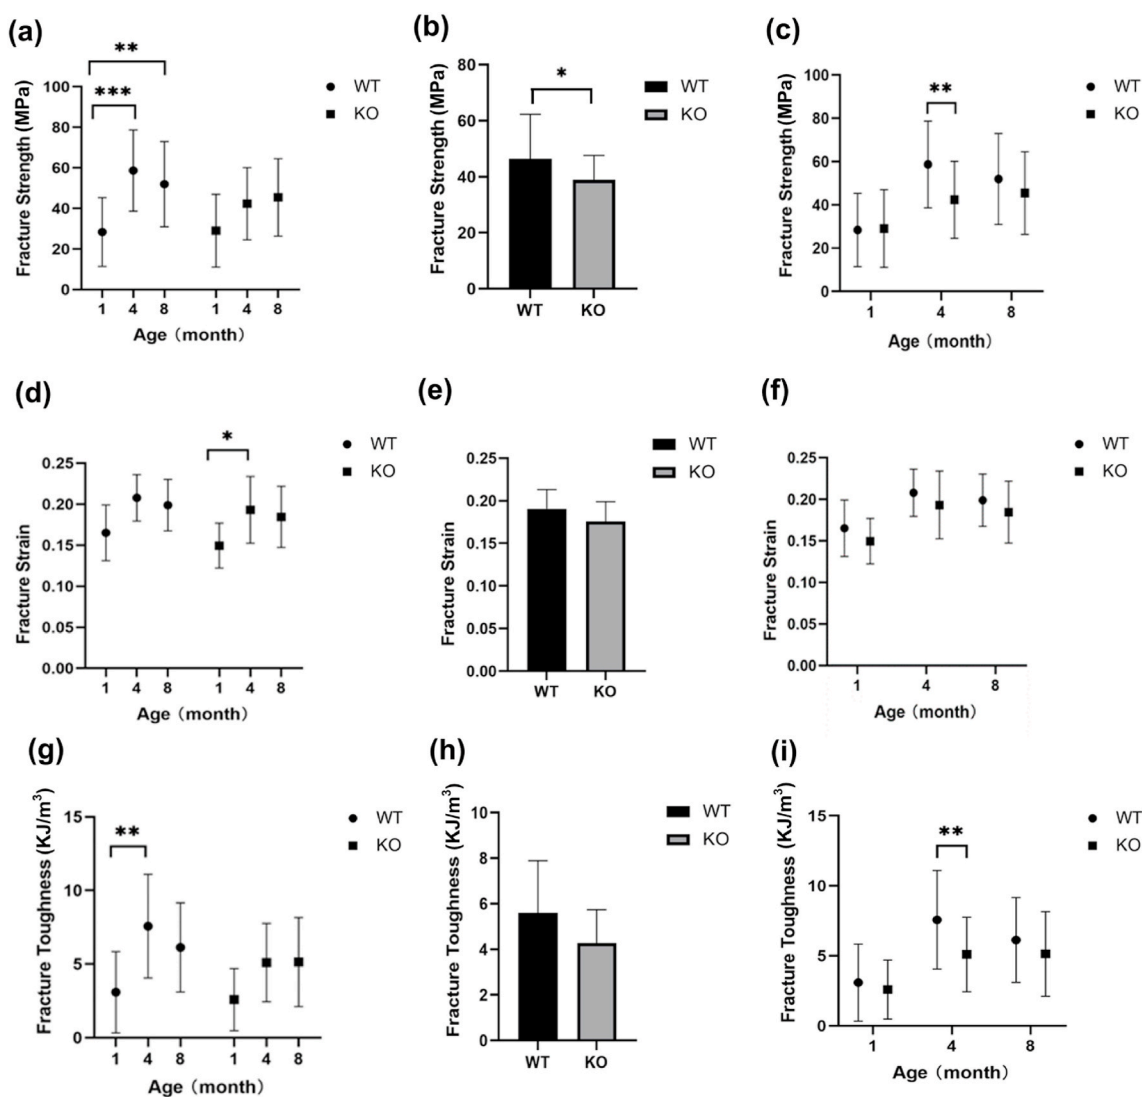 (a)
**
***
WT
KO
Fracture Strength (MPa)
100
80
60
40
20
0
1 4 8 1 4 8
Age (month)
(b)
*
WT
KO
Fracture Strength (MPa)
80
60
40
20
0
WT KO
(c)
**
WT
KO
Fracture Strength (MPa)
100
80
60
40
20
0
1 4 8
Age (month)
(d)
*
WT
KO
Fracture Strain
0.25
0.20
0.15
0.10
0.05
0.00
1 4 8 1 4 8
Age (month)
(e)
WT
KO
Fracture Strain
0.25
0.20
0.15
0.10
0.05
0.00
WT KO
(f)
WT
KO
Fracture Strain
0.25
0.20
0.15
0.10
0.05
0.00
1 4 8
Age (month)
(g)
**
WT
KO
Fracture Toughness (KJ/m³)
15
10
5
0
1 4 8 1 4 8
Age (month)
(h)
WT
KO
Fracture Toughness (KJ/m³)
10
8
6
4
2
0
WT KO
(i)
**
WT
KO
Fracture Toughness (KJ/m³)
15
10
5
0
1 4 8
Age (month)